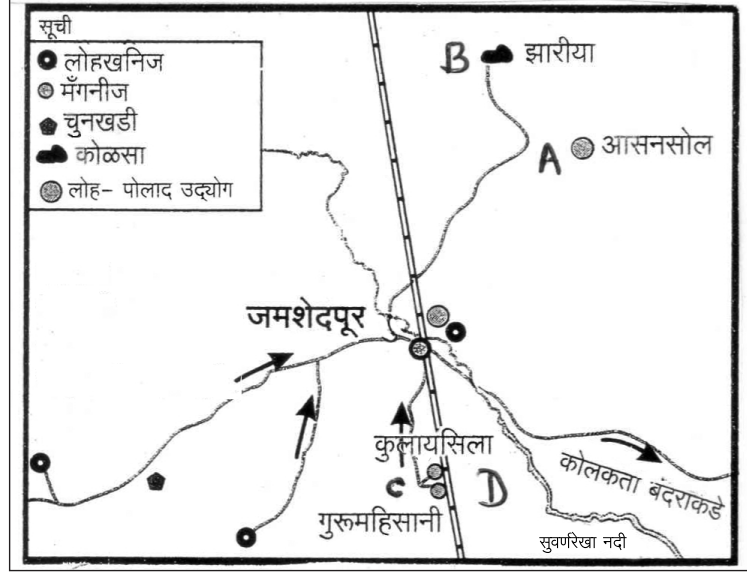 सूची
लोहखनिज
मँगनीज
चुनखडी
कोळसा
लोह- पोलाद उद्योग
B झारीया
A आसनसोल
जमशेदपूर
कुलायसिला
C D
गुरूमहिसानी
कोलकता बंदराकडे
सुवर्णरेखा नदी